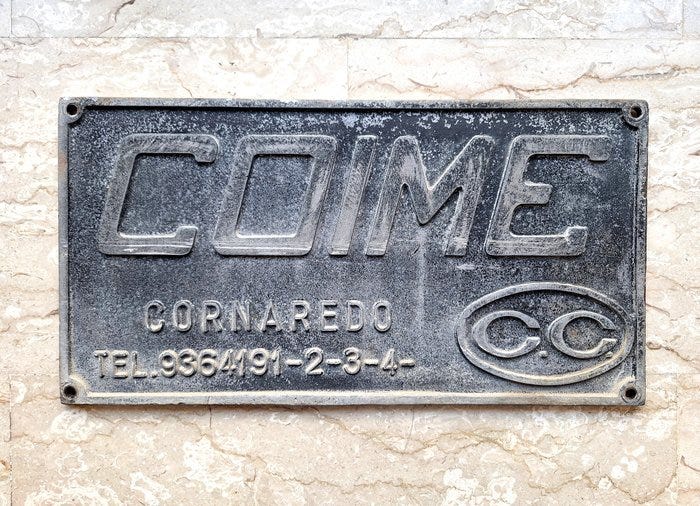 COIME
CORNAREDO
TEL.9364191-2-3-4-
C.C.